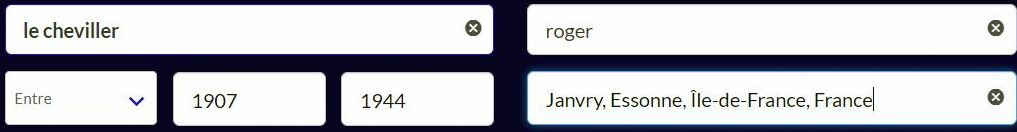 le cheviller roger
Entre 1907 1944 Janvry, Essonne, Île-de-France, France